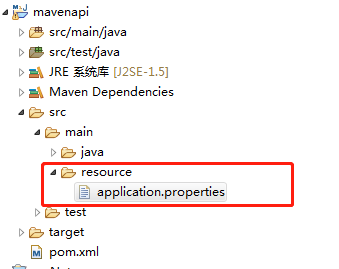 mavenapi
src/main/java
src/test/java
JRE 系统库 [J2SE-1.5]
Maven Dependencies
src
main
java
resource
application.properties
test
target
pom.xml